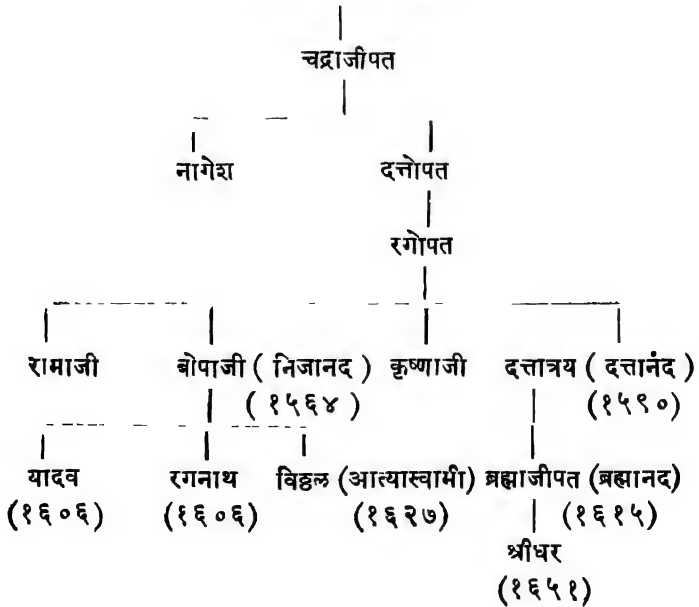 चद्राजीपत
नागेश दत्तोपत
रगोपत
रामाजी बोपाजी ( निजानद ) कृष्णाजी दत्तात्रय ( दत्तानंद )
( १५६४ ) (१५९०)
यादव रगनाथ विठ्ठल (आत्यास्वामी) ब्रह्माजीपत (ब्रह्मानद)
(१६०६) (१६०६) (१६२७) (१६१५)
श्रीधर
(१६५१)